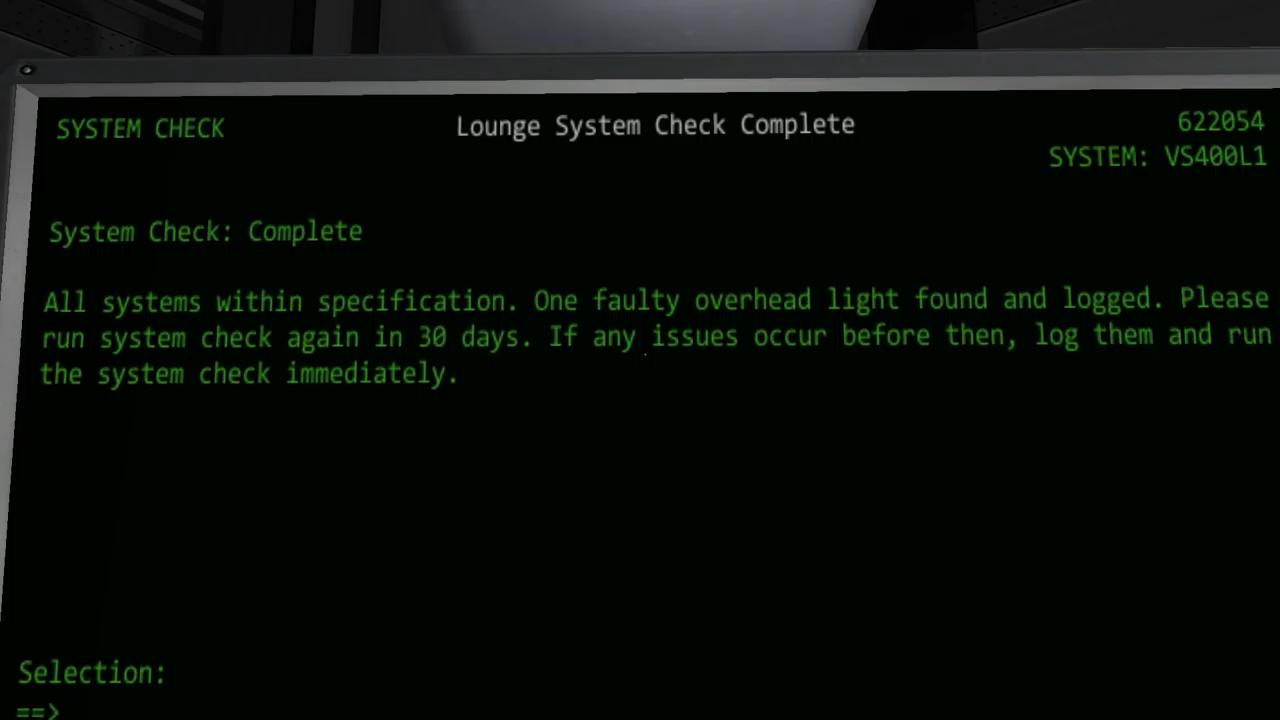 SYSTEM CHECK Lounge System Check Complete 622054
SYSTEM: VS400L1
System Check: Complete
All systems within specification. One faulty overhead light found and logged. Please
run system check again in 30 days. If any issues occur before then, log them and run
the system check immediately.
Selection:
==>